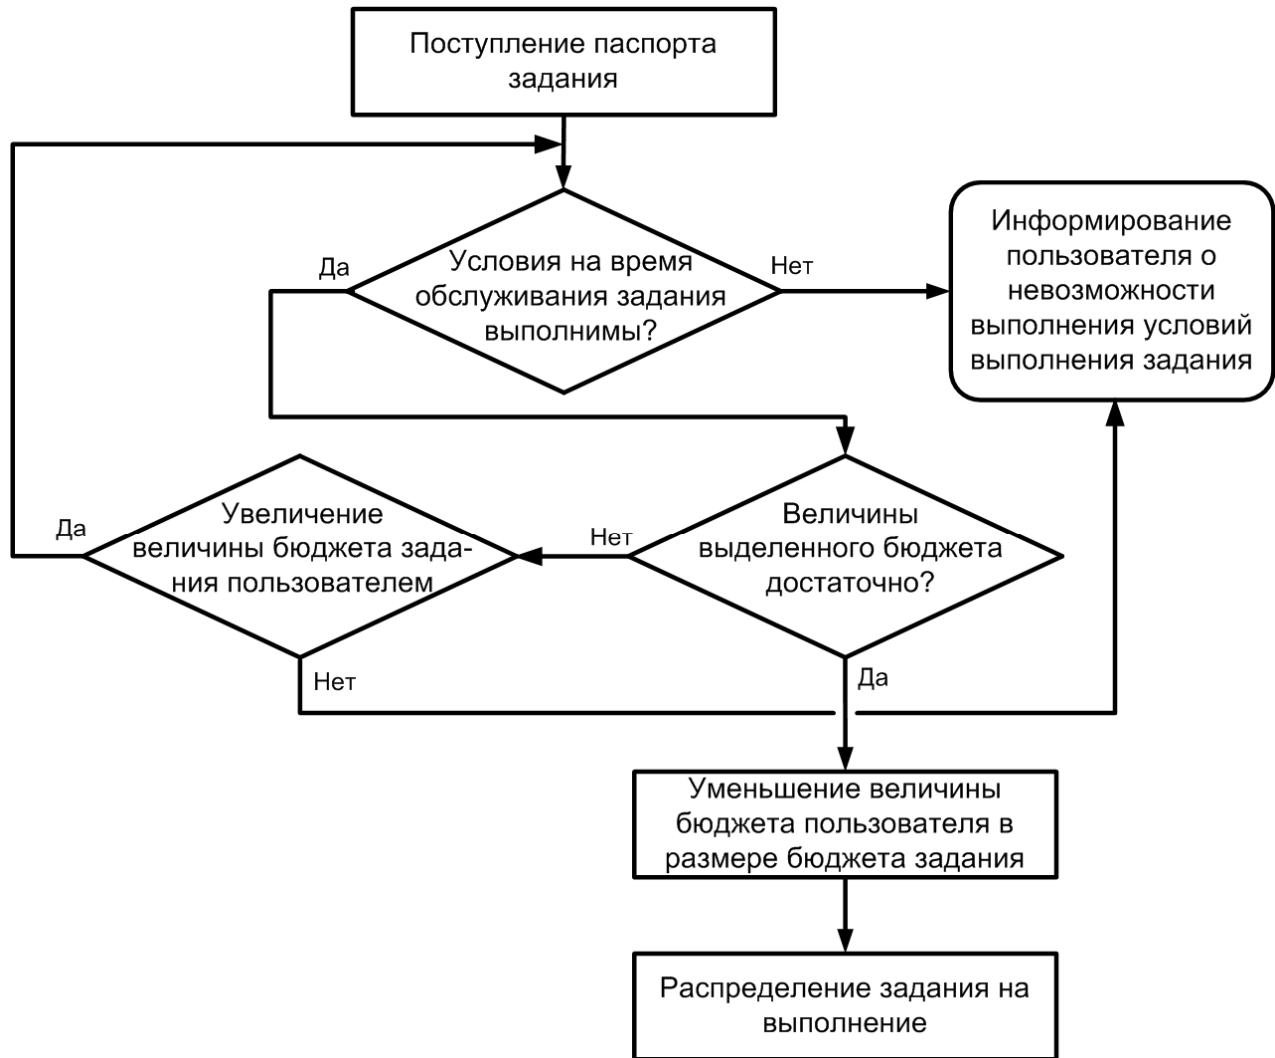 Поступление паспорта
задания
Да
Условия на время
обслуживания задания
выполнимы?
Нет
Информирование
пользователя о
невозможности
выполнения условий
выполнения задания
Да
Увеличение
величины бюджета зада-
ния пользователем
Нет
Величины
выделенного бюджета
достаточно?
Нет
Да
Уменьшение величины
бюджета пользователя в
размере бюджета задания
Распределение задания на
выполнение